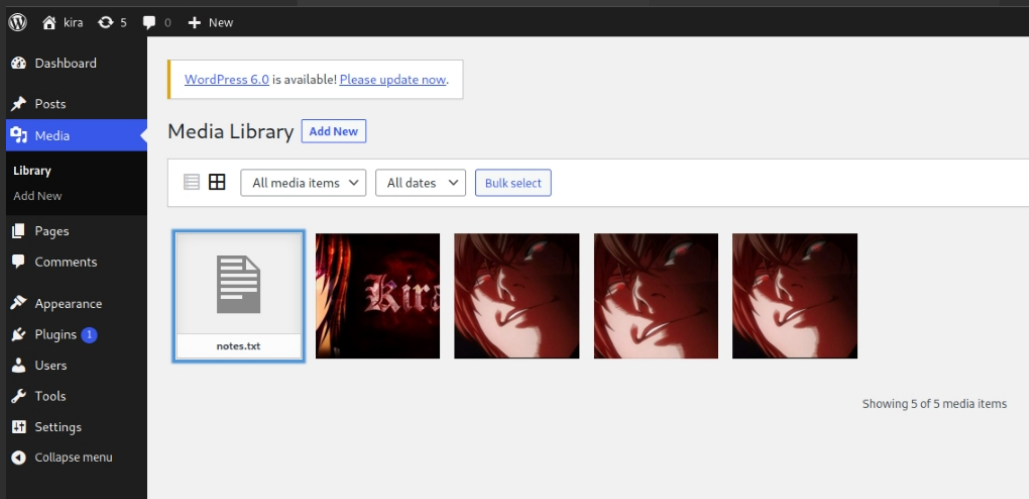 kira 5 0 + New
Dashboard
Posts
Media
Library
Add New
Pages
Comments
Appearance
Plugins 1
Users
Tools
Settings
Collapse menu
WordPress 6.0 is available! Please update now.
Media Library Add New
All media items All dates Bulk select
notes.txt
Kira
Showing 5 of 5 media items